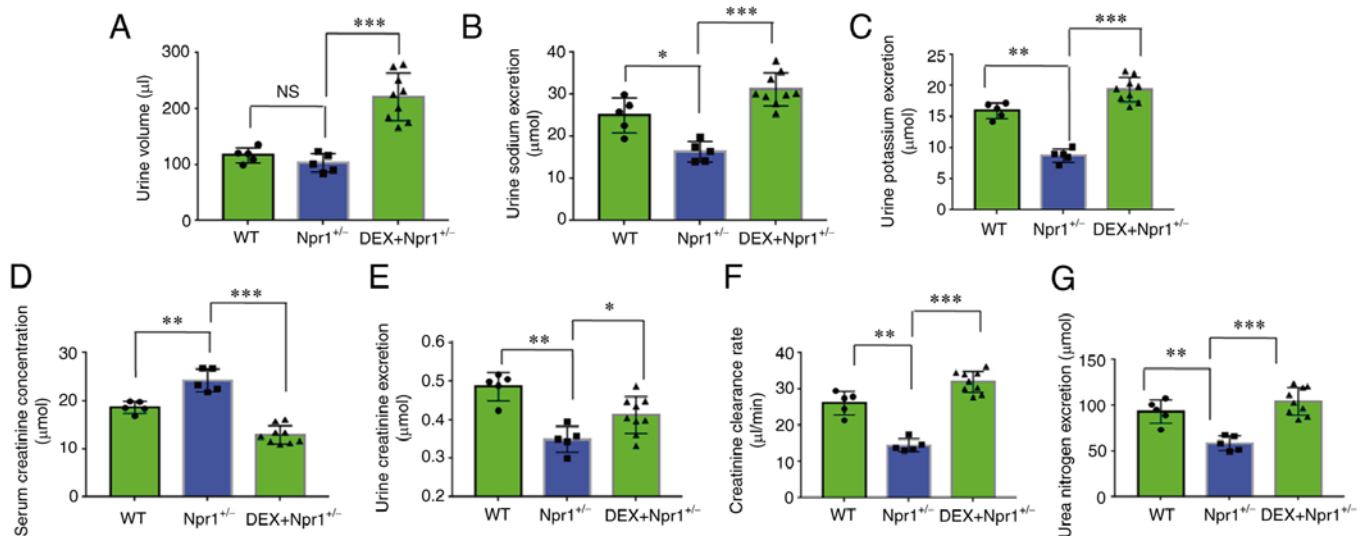 A
Urine volume (µl)
300
200
100
0
NS
***
WT
Npr1+/–
DEX+Npr1+/–
B
Urine sodium excretion
(µmol)
40
30
20
10
0
*
***
WT
Npr1+/–
DEX+Npr1+/–
C
Urine potassium excretion
(µmol)
25
20
15
10
5
0
**
***
WT
Npr1+/–
DEX+Npr1+/–
D
Serum creatinine concentration
(µmol)
30
20
10
0
**
***
WT
Npr1+/–
DEX+Npr1+/–
E
Urine creatinine excretion
(µmol)
0.6
0.5
0.4
0.3
0.2
**
*
WT
Npr1+/–
DEX+Npr1+/–
F
Creatinine clearance rate
(µl/min)
40
30
20
10
0
**
***
WT
Npr1+/–
DEX+Npr1+/–
G
Urea nitrogen excretion (µmol)
150
100
50
0
**
***
WT
Npr1+/–
DEX+Npr1+/–